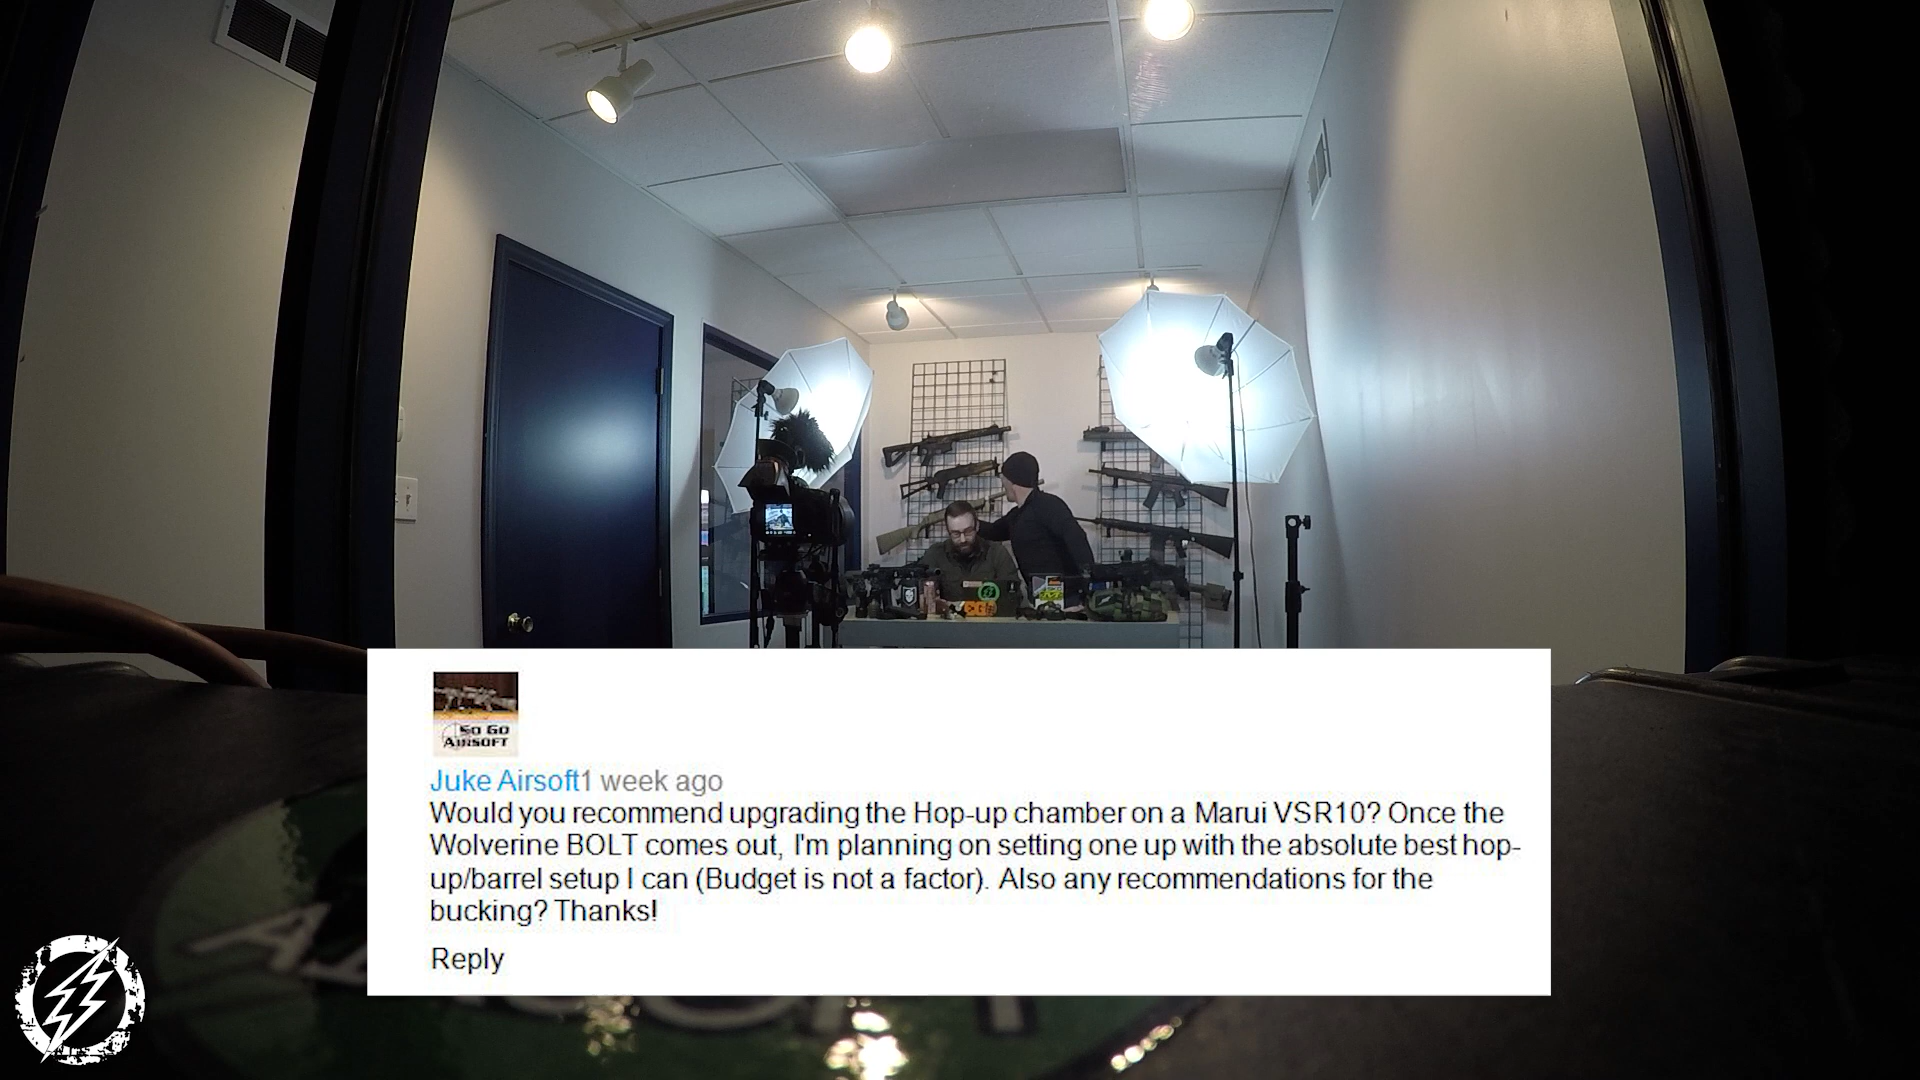 So Go
Airsoft
Juke Airsoft1 week ago
Would you recommend upgrading the Hop-up chamber on a Marui VSR10? Once the
Wolverine BOLT comes out, I'm planning on setting one up with the absolute best hop-
up/barrel setup I can (Budget is not a factor). Also any recommendations for the
bucking? Thanks!
Reply